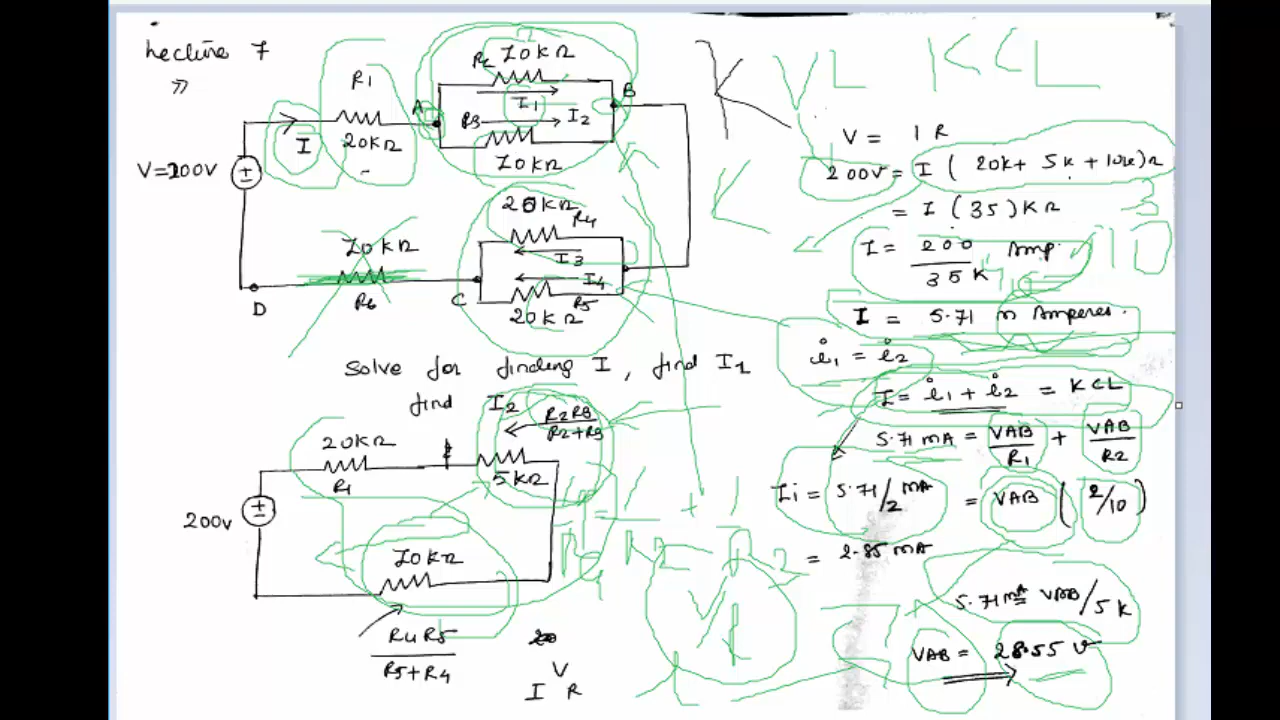 Lecture 7
R1
20KΩ
I
V=200V
A
R2 10KΩ
I1
R3
I2
10KΩ
B
20KΩ
R4
I3
I4
R5
20KΩ
C
10KΩ
R6
D
KVL KCL
K
L
V = I R
200V = I ( 20k+ 5k + 10k)Ω
= I (35) KΩ
I = 200 / 35K Amp.
I = 5.71 m Amperes.
i1 = i2
I = i1 + i2 = KCL
5.71 mA = VAB/R1 + VAB/R2
Ii = 5.71/2 mA
= VAB ( 2/10 )
= 2.85 mA
5.71 mA = VAB/5K
VAB = 28.55 V
Solve for finding I, find I1
find I2
20KΩ
R1
R2R3
R2+R3
5KΩ
200V
10KΩ
R4R5
R5+R4
V
I R